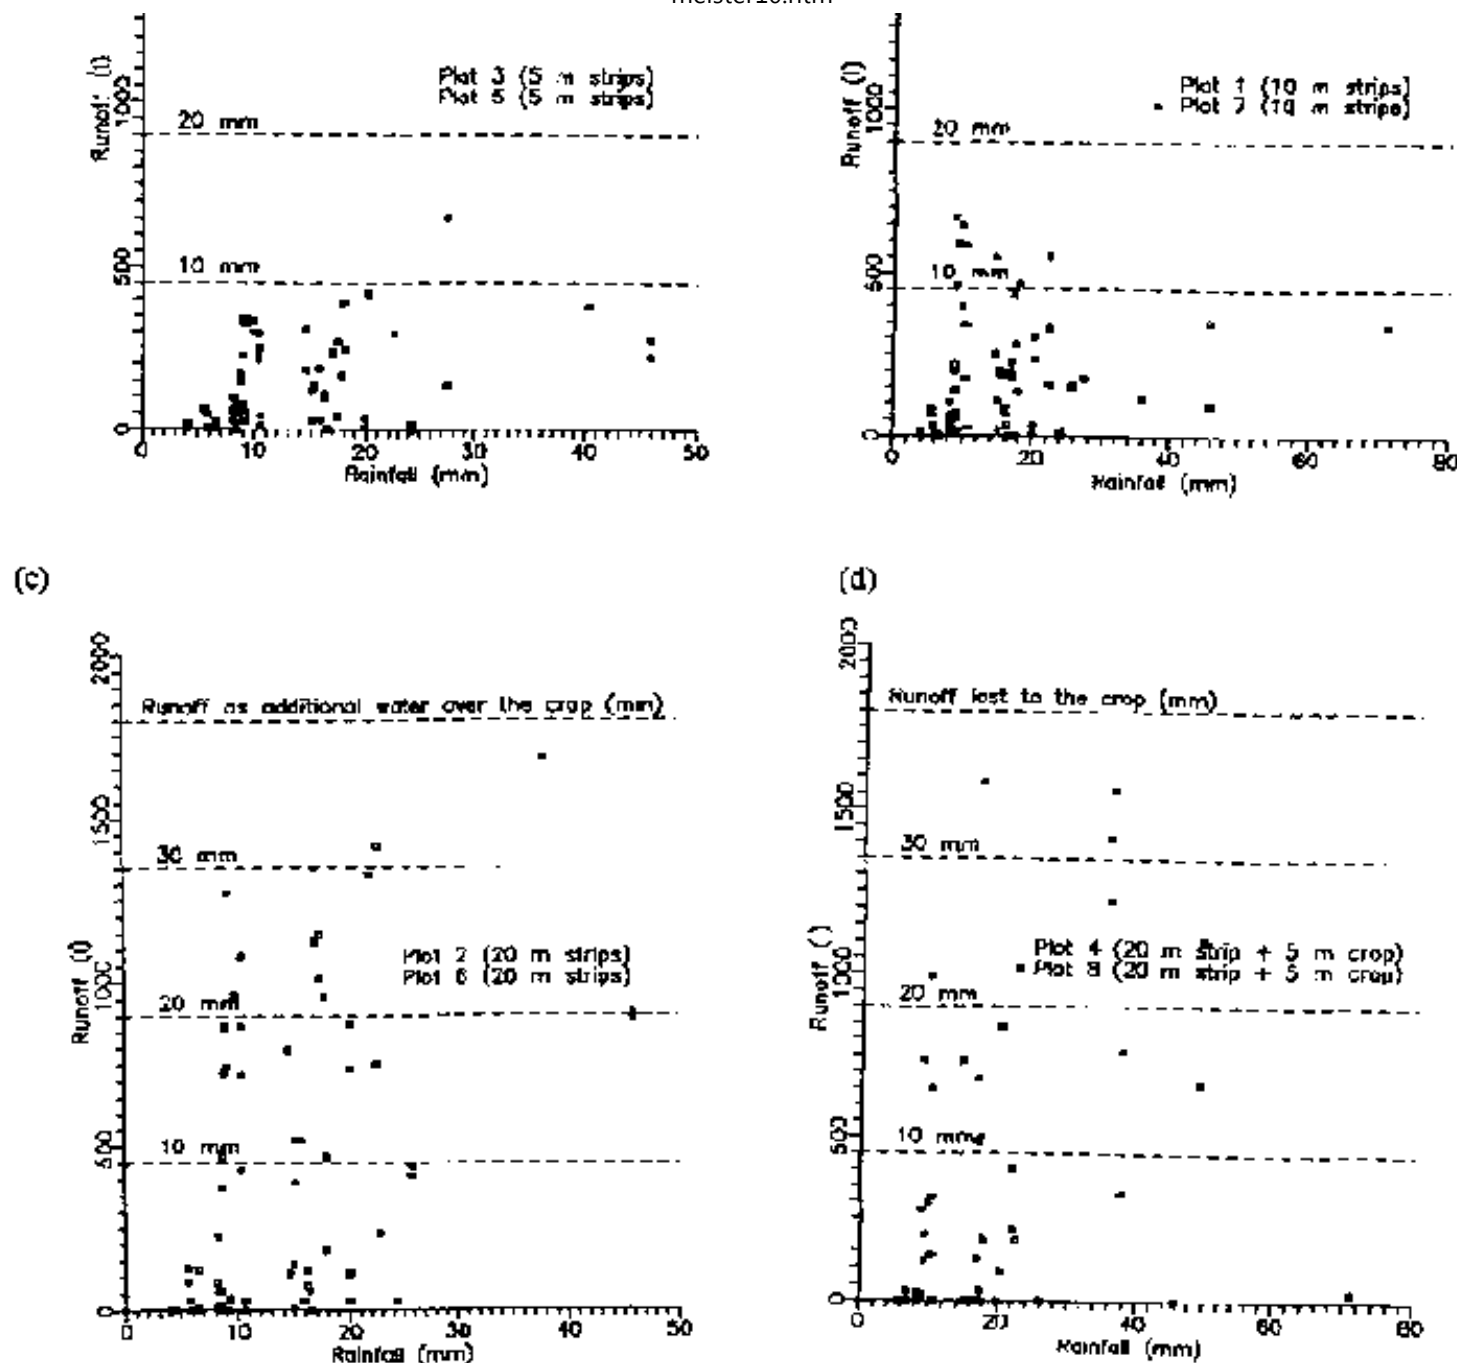 meister10.htm
Plot 3 (5 m strips)
Plot 5 (5 m strips)
20 mm
10 mm
Runoff (l)
1000
500
0
0 10 20 30 40 50
Rainfall (mm)
Plot 1 (10 m strips)
Plot 7 (10 m strips)
20 mm
10 mm
Runoff (l)
1000
500
0
0 20 40 60 80
Rainfall (mm)
(c)
Runoff as additional water over the crop (mm)
30 mm
Plot 2 (20 m strips)
Plot 6 (20 m strips)
20 mm
10 mm
Runoff (l)
2000
1500
1000
500
0
0 10 20 30 40 50
Rainfall (mm)
(d)
Runoff lost to the crop (mm)
30 mm
Plot 4 (20 m strip + 5 m crop)
Plot 8 (20 m strip + 5 m crop)
20 mm
10 mm
Runoff ( )
2000
1500
1000
500
0
0 20 40 60 80
Rainfall (mm)